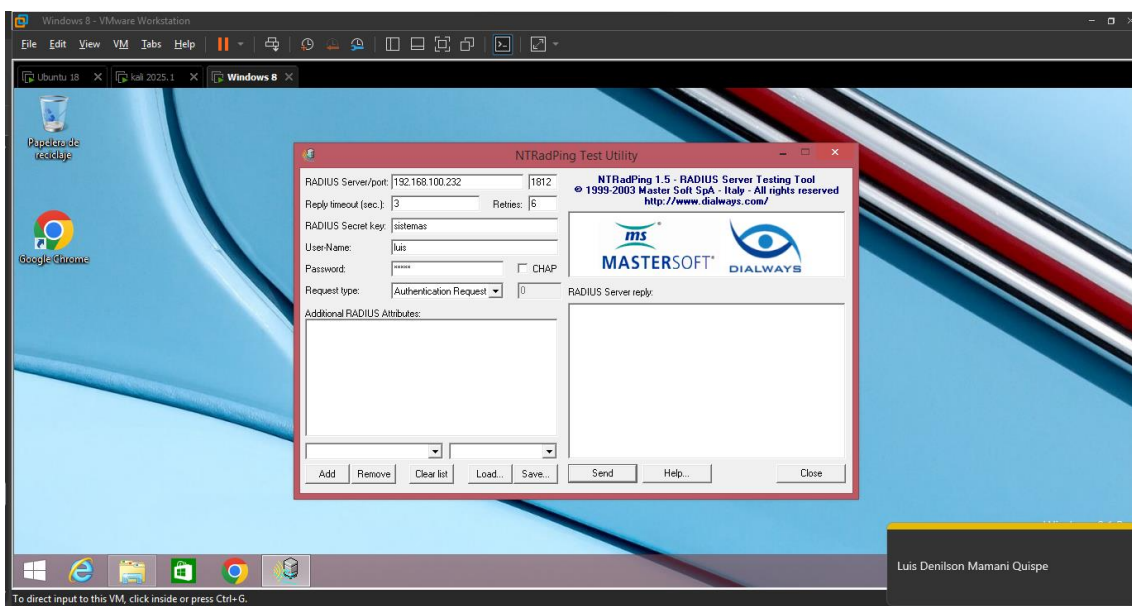 Windows 8 - VMware Workstation
File Edit View VM Tabs Help
Ubuntu 18 kali 2025.1 Windows 8
Papelera de
reciclaje
Google Chrome
NTRadPing Test Utility
RADIUS Server/port: 192.168.100.232 1812
Reply timeout (sec.): 3 Retries: 6
RADIUS Secret key: sistemas
User-Name: luis
Password: ***** CHAP
Request type: Authentication Request 0
Additional RADIUS Attributes:
Add Remove Clear list Load... Save...
NTRadPing 1.5 - RADIUS Server Testing Tool
© 1999-2003 Master Soft SpA - Italy - All rights reserved
http://www.dialways.com/
ms
MASTERSOFT DIALWAYS
RADIUS Server reply:
Send Help... Close
Luis Denilson Mamani Quispe
To direct input to this VM, click inside or press Ctrl+G.